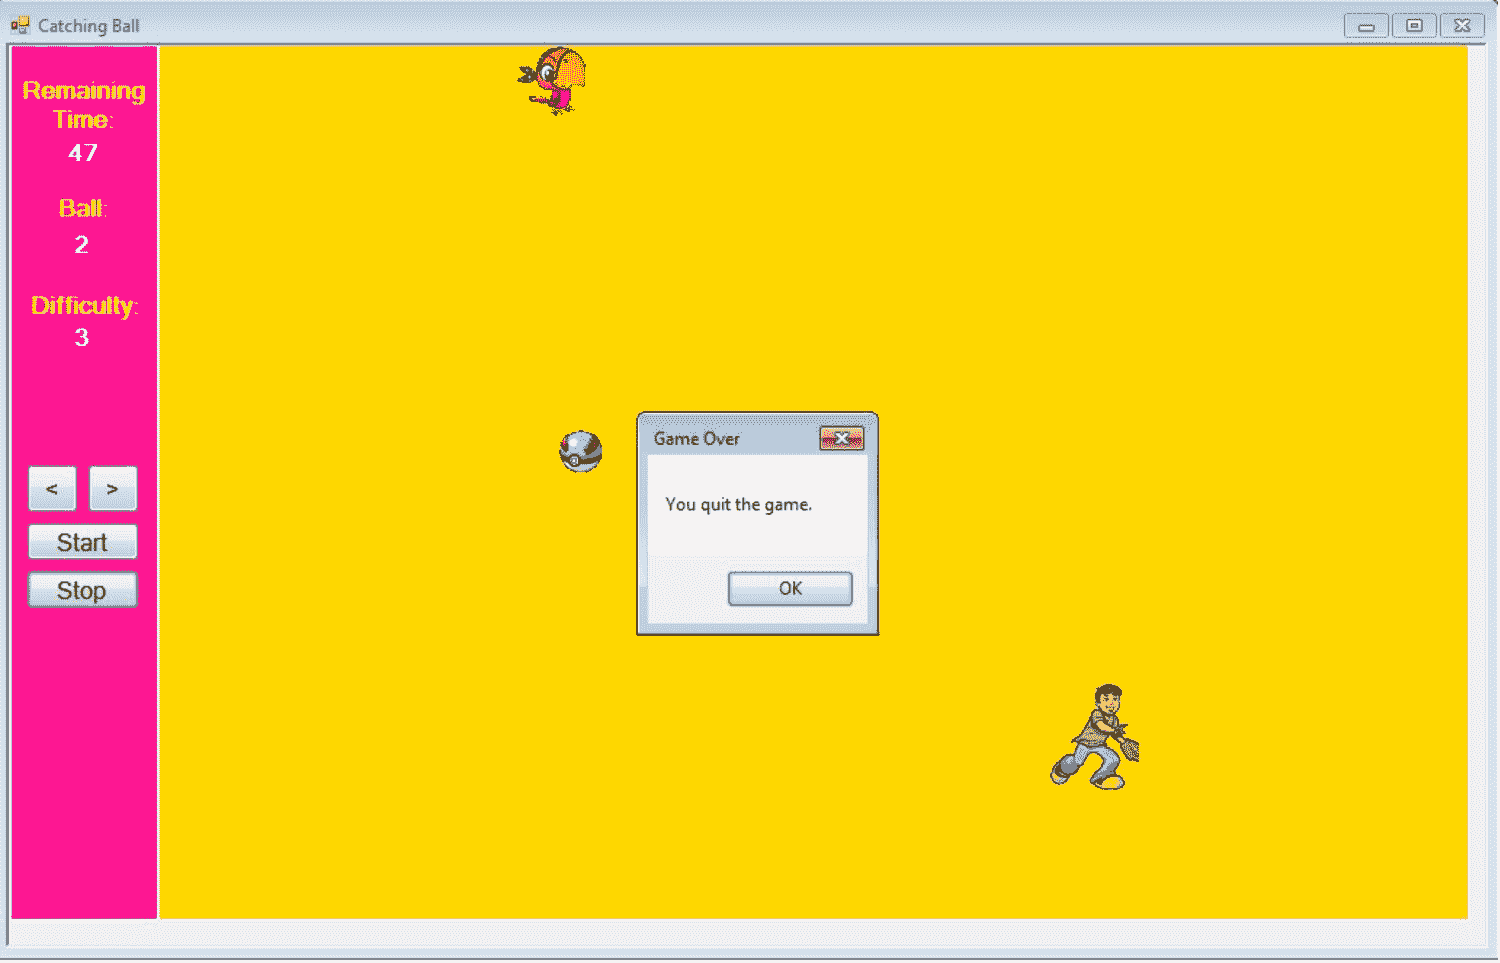 Catching Ball
Remaining
Time:
47
Ball:
2
Difficulty:
3
< >
Start
Stop
Game Over
You quit the game.
OK